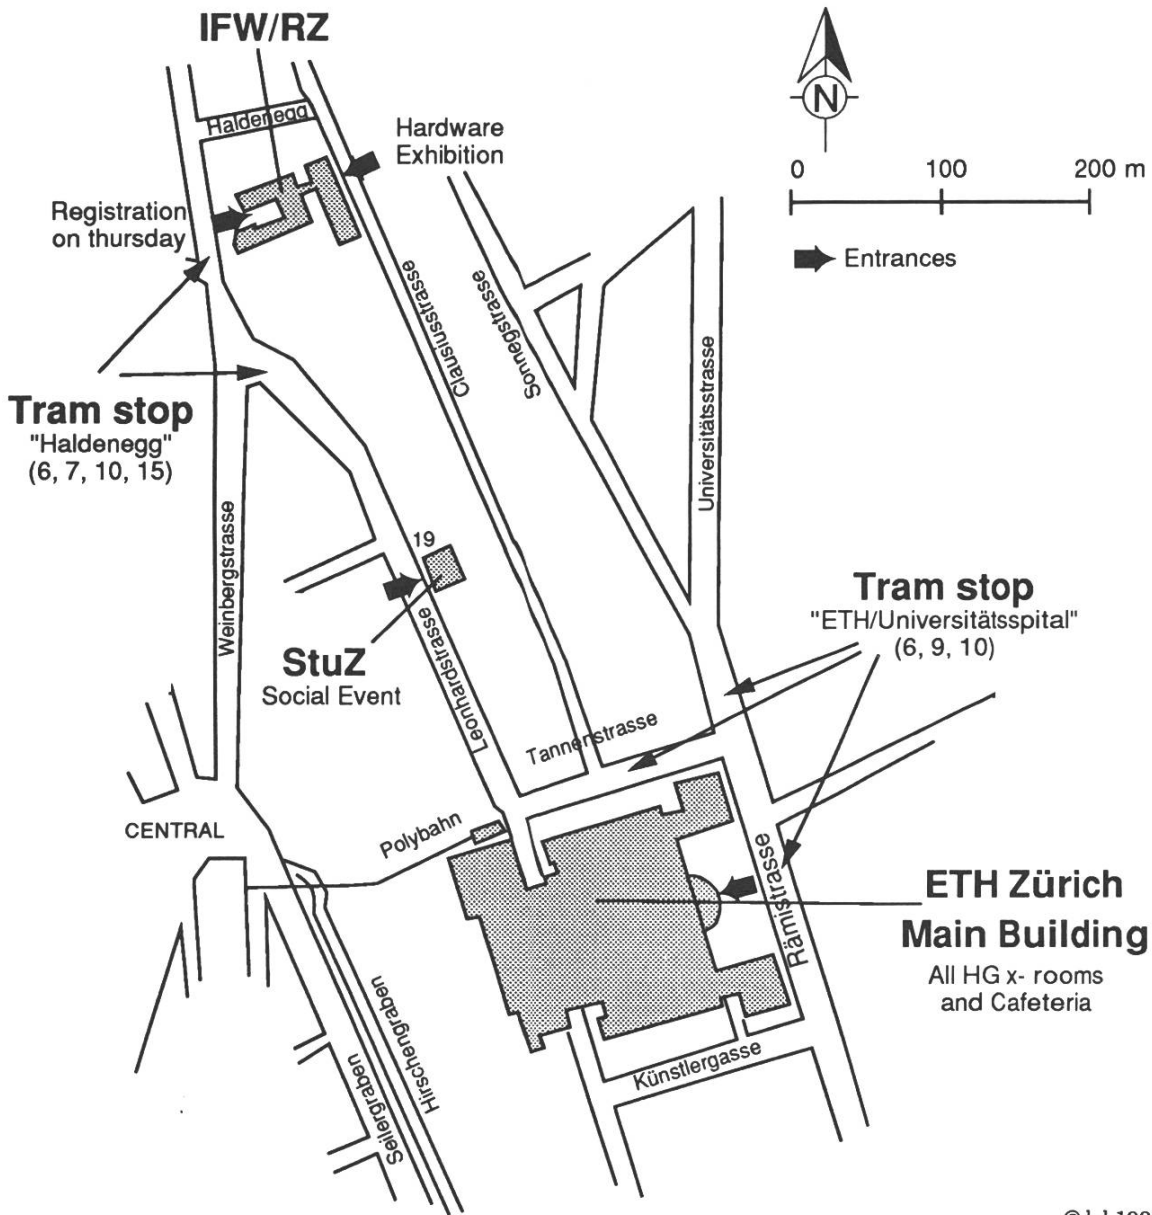 IFW/RZ
Haldenegg
Hardware
Exhibition
N
0 100 200 m
Registration
on thursday
Entrances
Clausiusstrasse
Sonnegstrasse
Universitätsstrasse
Tram stop
"Haldenegg"
(6, 7, 10, 15)
Weinbergstrasse
19
Tram stop
"ETH/Universitätsspital"
(6, 9, 10)
StuZ
Social Event
Leonhardstrasse
Tannenstrasse
CENTRAL
Polybahn
Rämistrasse
ETH Zürich
Main Building
All HG x- rooms
and Cafeteria
Hirschengraben
Künstlergasse
Seilergraben